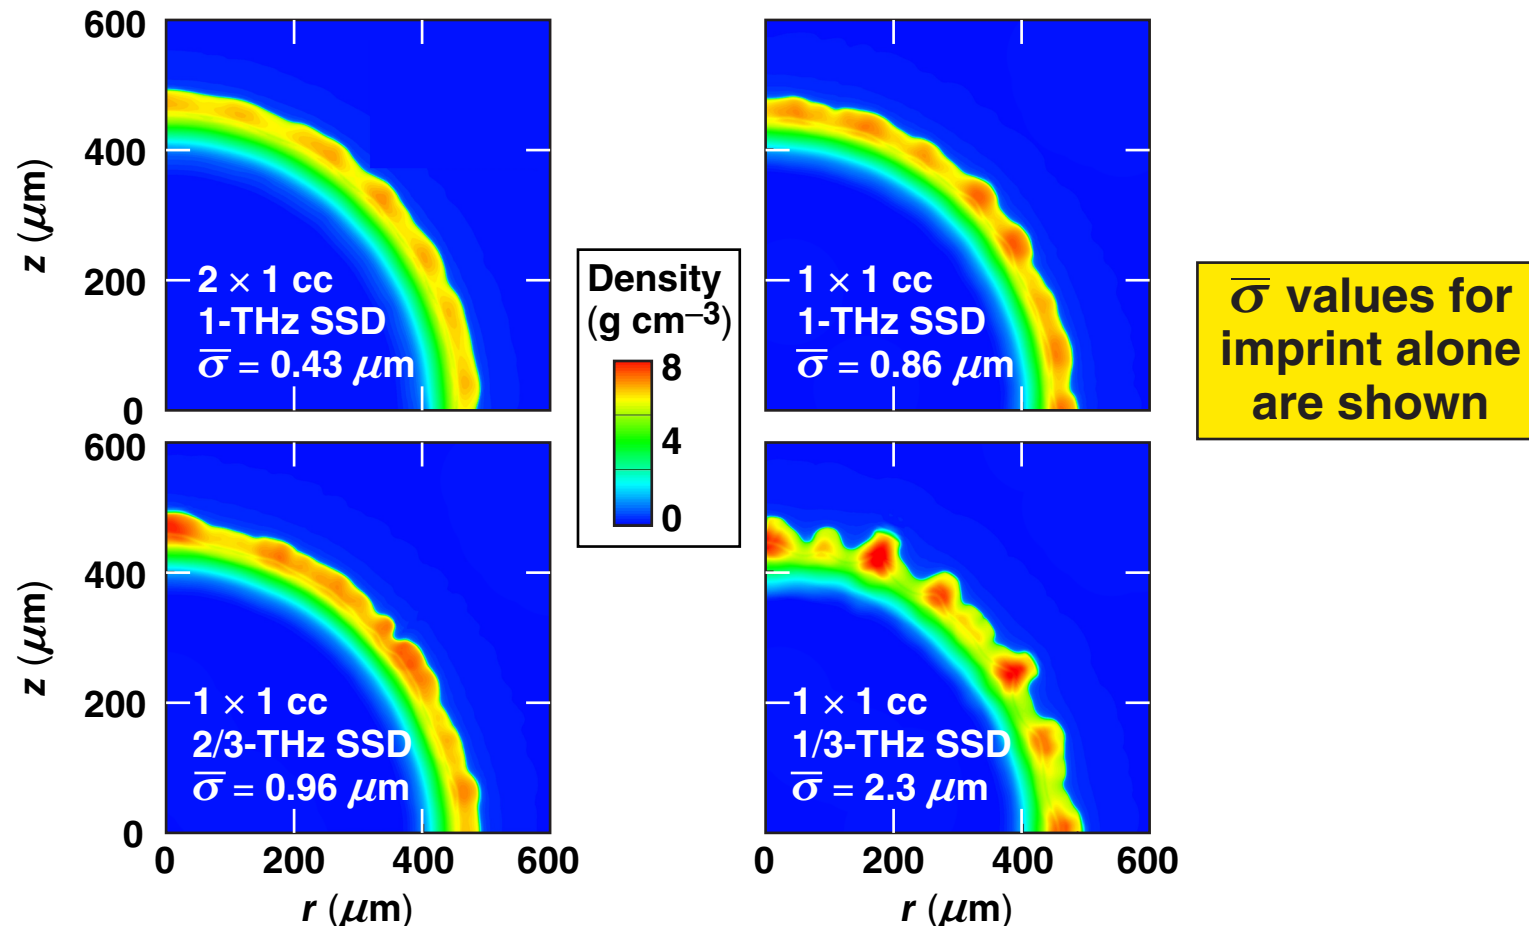 600
400
200
0
z (μm)
2 × 1 cc
1-THz SSD
σ̅ = 0.43 μm
Density
(g cm⁻³)
8
4
0
1 × 1 cc
1-THz SSD
σ̅ = 0.86 μm
σ̅ values for
imprint alone
are shown
600
400
200
0
z (μm)
1 × 1 cc
2/3-THz SSD
σ̅ = 0.96 μm
0 200 400 600
r (μm)
1 × 1 cc
1/3-THz SSD
σ̅ = 2.3 μm
0 200 400 600
r (μm)